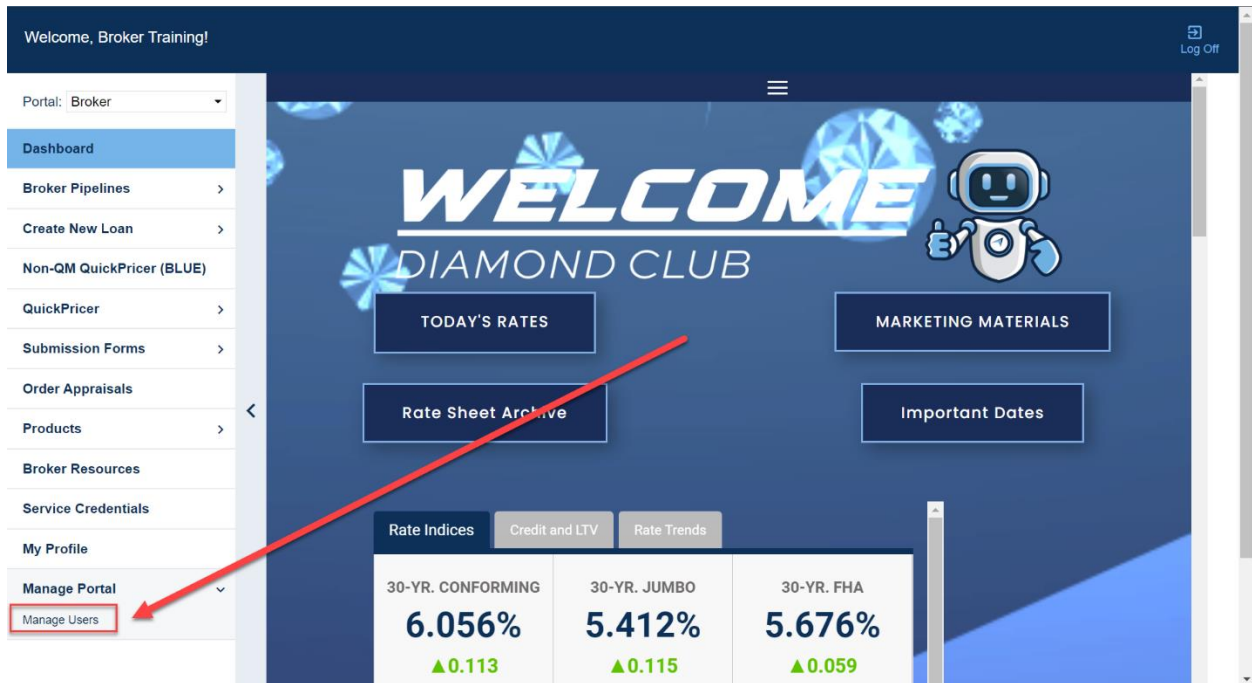 Welcome, Broker Training!
Log Off
Portal: Broker
Dashboard
Broker Pipelines
Create New Loan
Non-QM QuickPricer (BLUE)
QuickPricer
Submission Forms
Order Appraisals
Products
Broker Resources
Service Credentials
My Profile
Manage Portal
Manage Users
WELCOME
DIAMOND CLUB
TODAY'S RATES
MARKETING MATERIALS
Rate Sheet Archive
Important Dates
Rate Indices Credit and LTV Rate Trends
30-YR. CONFORMING 30-YR. JUMBO 30-YR. FHA
6.056% 5.412% 5.676%
▲0.113 ▲0.115 ▲0.059